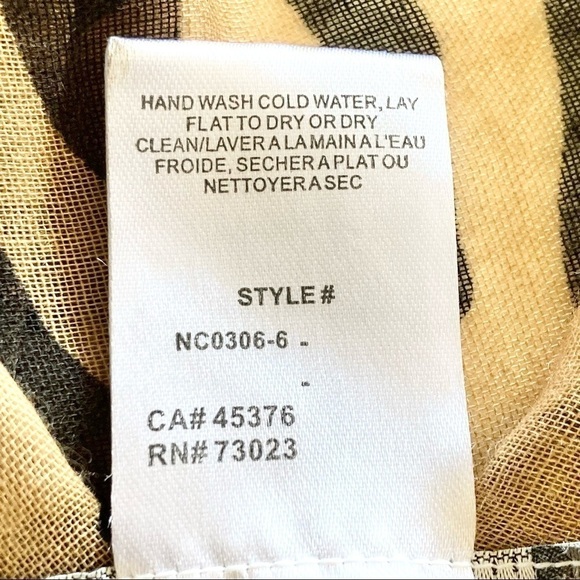 HAND WASH COLD WATER, LAY
FLAT TO DRY OR DRY
CLEAN/LAVER A LA MAIN A L'EAU
FROIDE, SECHER A PLAT OU
NETTOYER A SEC
STYLE #
NC0306-6 -
-
CA# 45376
RN# 73023